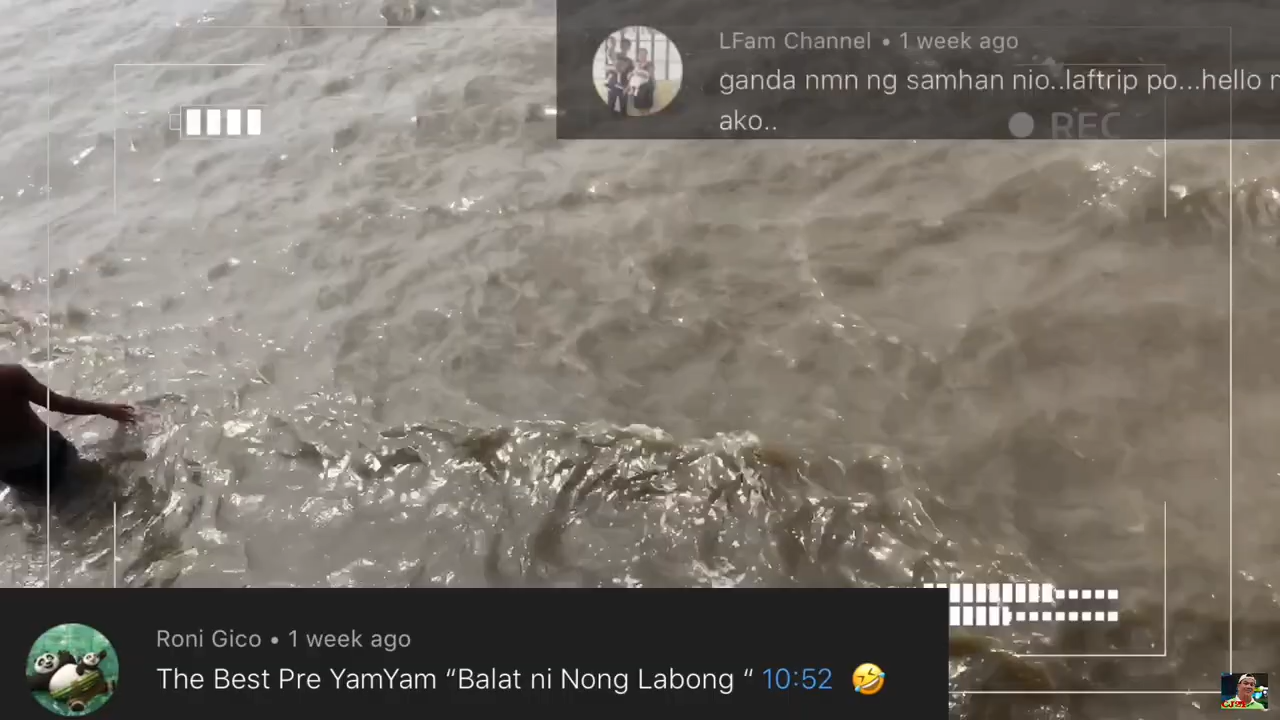 LFam Channel • 1 week ago
ganda nmn ng samhan nio..laftrip po...hello
ako..
REC
Roni Gico • 1 week ago
The Best Pre YamYam “Balat ni Nong Labong “ 10:52 🤣